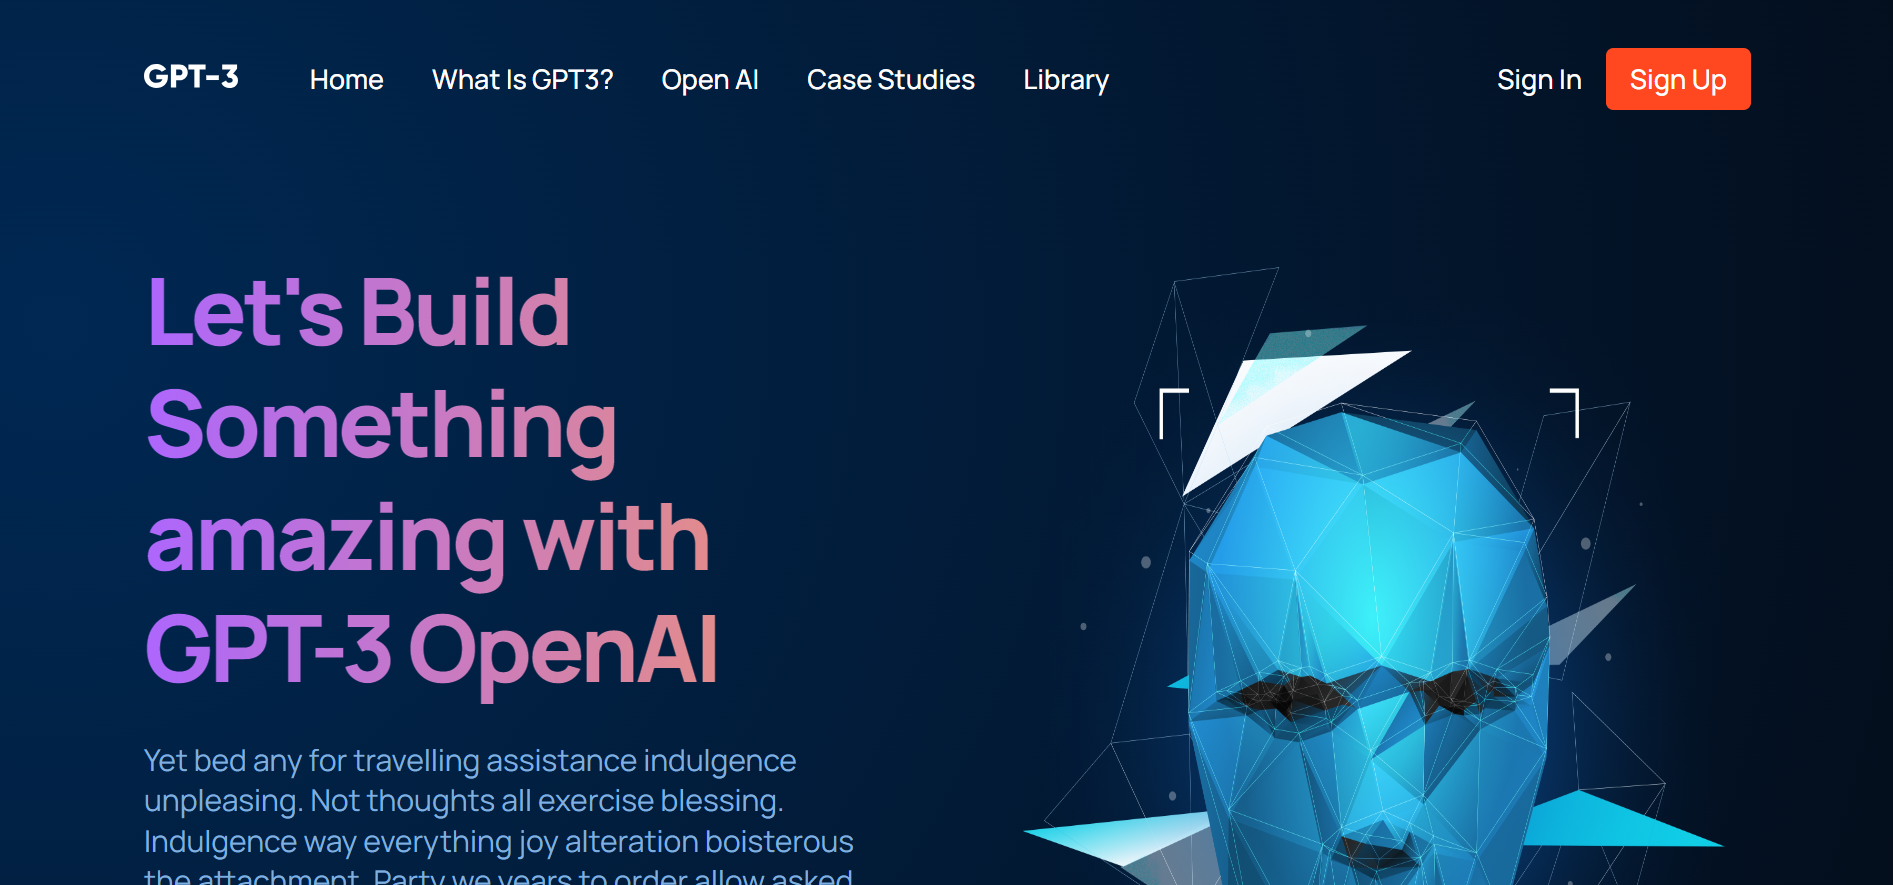 GPT-3 Home What Is GPT3? Open AI Case Studies Library Sign In Sign Up
Let's Build
Something
amazing with
GPT-3 OpenAI
Yet bed any for travelling assistance indulgence
unpleasing. Not thoughts all exercise blessing.
Indulgence way everything joy alteration boisterous
the attachment. Party we years to order allow asked